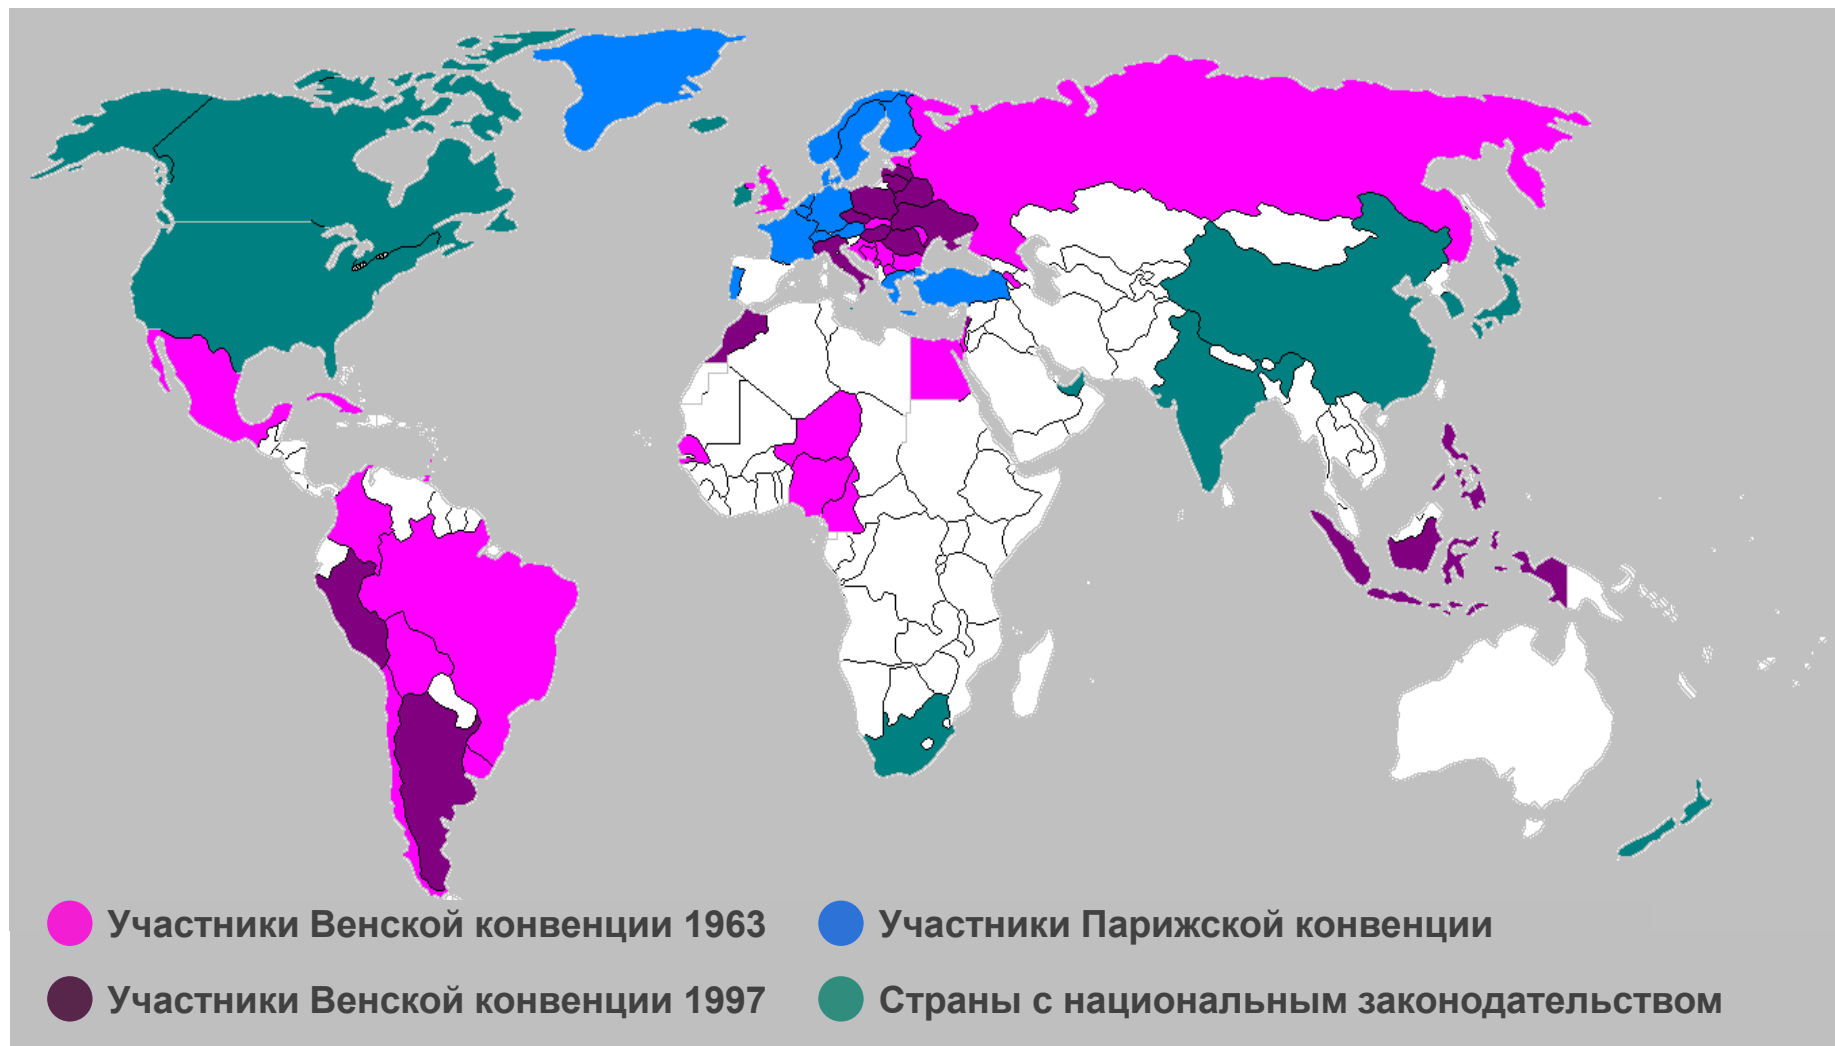 Участники Венской конвенции 1963
Участники Парижской конвенции
Участники Венской конвенции 1997
Страны с национальным законодательством